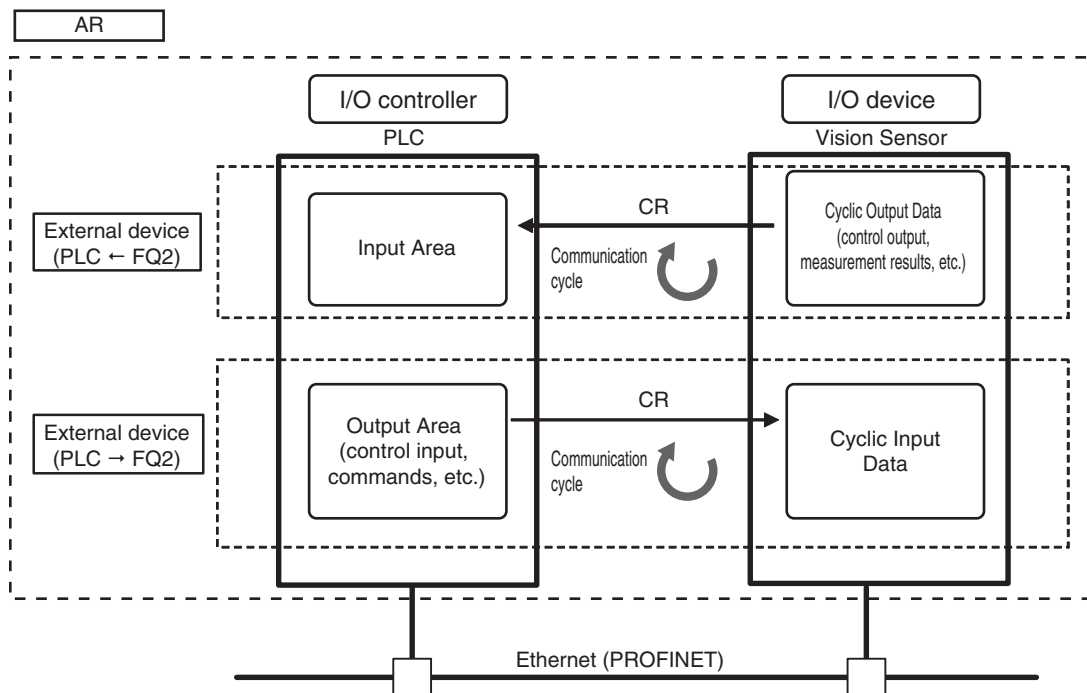 AR
I/O controller
I/O device
PLC
Vision Sensor
External device
(PLC ← FQ2)
Input Area
CR
Communication
cycle
Cyclic Output Data
(control output,
measurement results, etc.)
External device
(PLC → FQ2)
Output Area
(control input,
commands, etc.)
CR
Communication
cycle
Cyclic Input
Data
Ethernet (PROFINET)